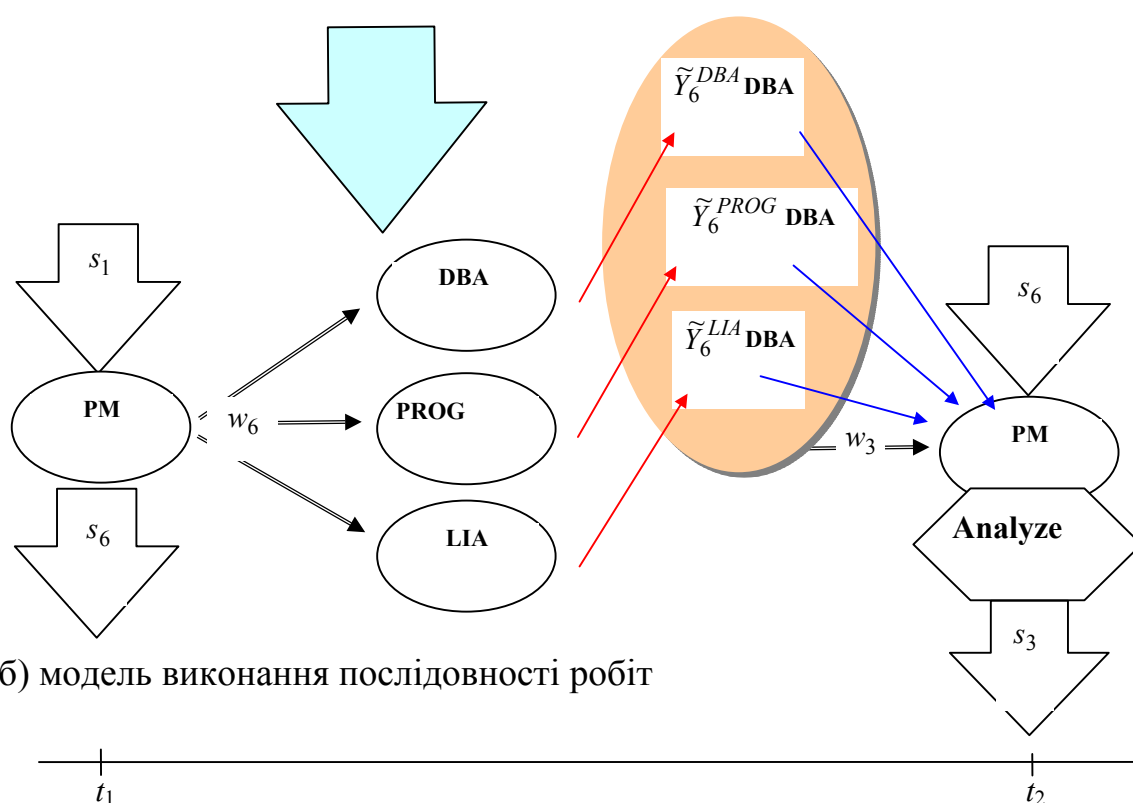 Ỹ₆^DBA DBA
Ỹ₆^PROG DBA
Ỹ₆^LIA DBA
s₁
DBA
s₆
PM
w₆
PROG
w₃
PM
s₆
LIA
Analyze
s₃
б) модель виконання послідовності робіт
t₁
t₂